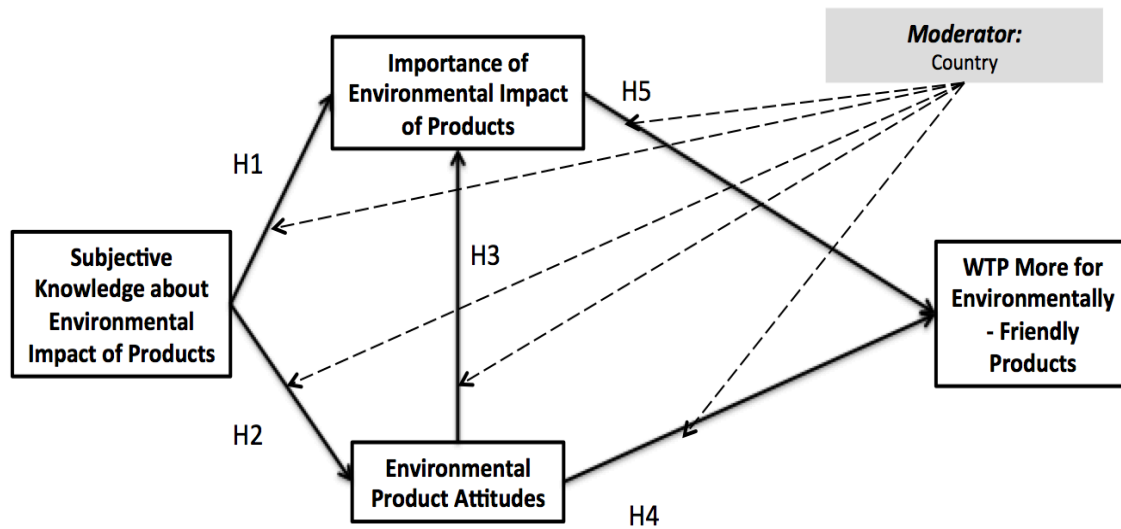 Moderator:
Country
Importance of
Environmental Impact
of Products
H5
H1
Subjective
Knowledge about
Environmental
Impact of Products
H3
WTP More for
Environmentally
- Friendly
Products
H2
Environmental
Product Attitudes
H4